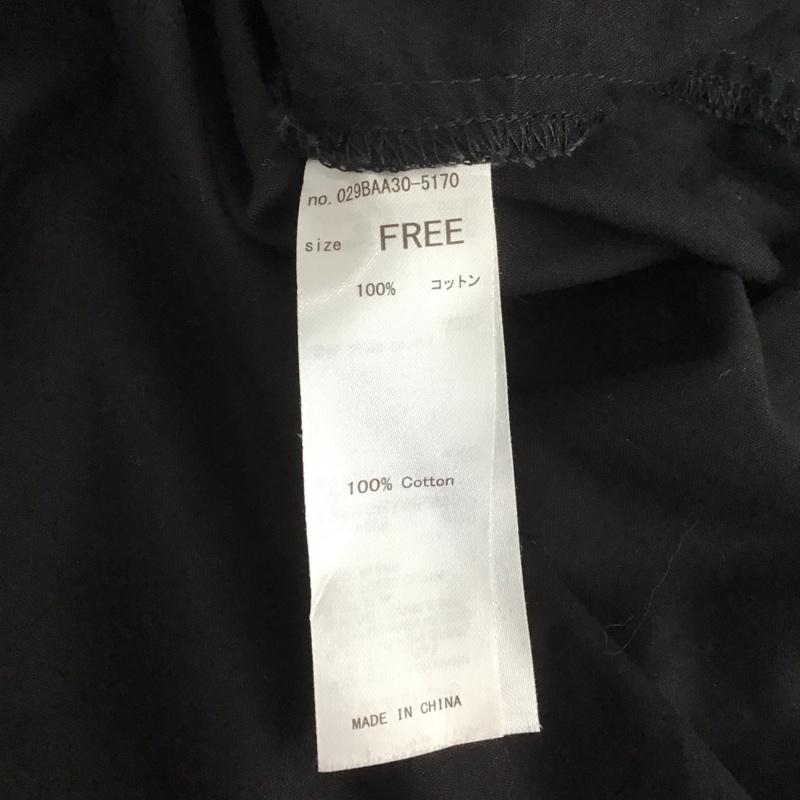 no. 029BAA30-5170
size FREE
100% コットン
100% Cotton
MADE IN CHINA